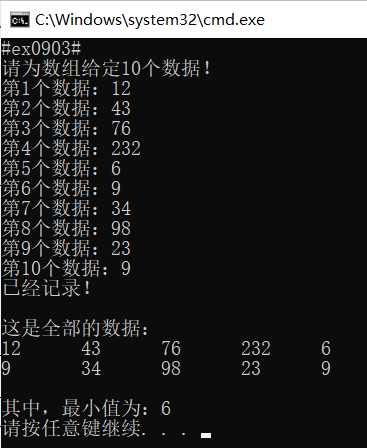 C:\Windows\system32\cmd.exe
#ex0903#
请为数组给定10个数据！
第1个数据：12
第2个数据：43
第3个数据：76
第4个数据：232
第5个数据：6
第6个数据：9
第7个数据：34
第8个数据：98
第9个数据：23
第10个数据：9
已经记录！
这是全部的数据：
12 43 76 232 6
9 34 98 23 9
其中，最小值为：6
请按任意键继续. . .